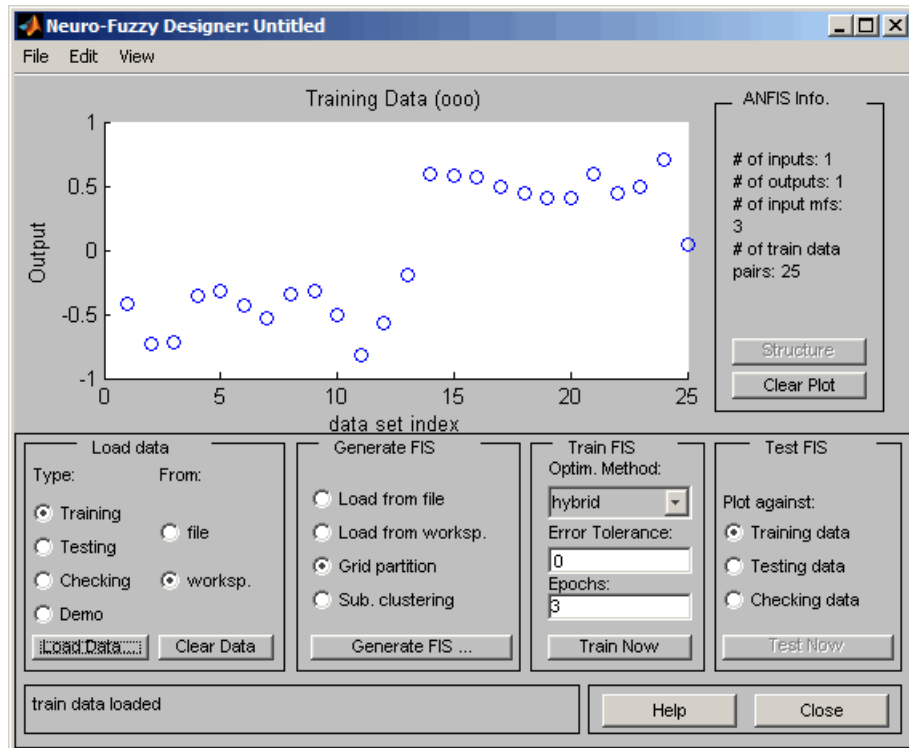 Neuro-Fuzzy Designer: Untitled
File Edit View
Training Data (ooo)
1
0.5
0
-0.5
-1
Output
0 5 10 15 20 25
data set index
ANFIS Info.
# of inputs: 1
# of outputs: 1
# of input mfs:
3
# of train data
pairs: 25
Structure
Clear Plot
Load data
Type: From:
Training
file
Testing
Checking
worksp.
Demo
Load Data... Clear Data
Generate FIS
Load from file
Load from worksp.
Grid partition
Sub. clustering
Generate FIS ...
Train FIS
Optim. Method:
hybrid
Error Tolerance:
0
Epochs:
3
Train Now
Test FIS
Plot against:
Training data
Testing data
Checking data
Test Now
train data loaded
Help Close